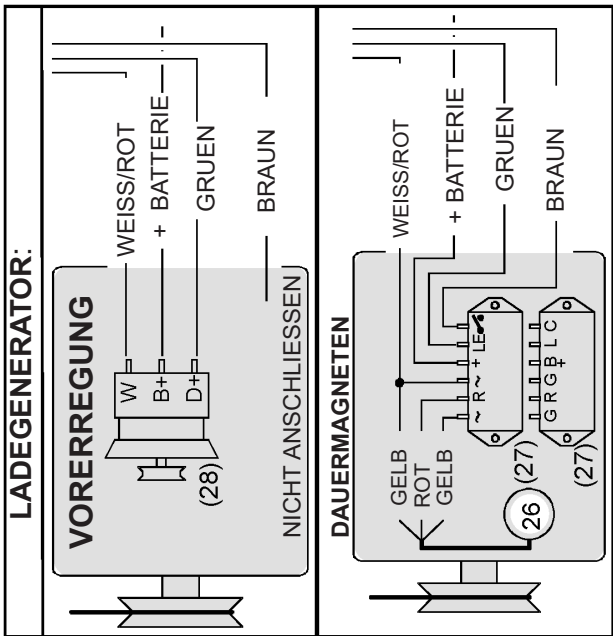 LADEGENERATOR:
VORERREGUNG
WEISS/ROT
+ BATTERIE
GRUEN
BRAUN
W
B+
D+
(28)
NICHT ANSCHLIESSEN
DAUERMAGNETEN
WEISS/ROT
+ BATTERIE
GRUEN
BRAUN
GELB
ROT
GELB
~ R ~ + LE
(27)
G R G B+ L C
(27)
26